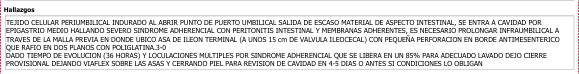 Hallazgos
TEJIDO CELULAR PERIUMBILICAL INDURADO AL ABRIR PUNTO DE PUERTO UMBILICAL SALIDA DE ESCASO MATERIAL DE ASPECTO INTESTINAL, SE ENTRA A CAVIDAD POR
EPIGASTRIO MEDIO HALLANDO SEVERO SINDROME ADHERENCIAL CON PERITONITIS INTESTINAL Y MEMBRANAS ADHERENTES, ES NECESARIO PROLONGAR INFRAUMBILICAL A
TRAVES DE LA MALLA PREVIA EN DONDE UBICO ASA DE ILEON TERMINAL (A UNOS 15 cm DE VALVULA ILEOCECAL) CON PEQUEÑA PERFORACION EN BORDE ANTIMESENTERICO
QUE RAFIO EN DOS PLANOS CON POLIGLATINA.3-0
DADO TIEMPO DE EVOLUCION (36 HORAS) Y LOCULACIONES MULTIPLES POR SINDROME ADHERENCIAL QUE SE LIBERA EN UN 85% PARA ADECUADO LAVADO DEJO CIERRE
PROVISIONAL DEJANDO VIAFLEX SOBRE LAS ASAS Y CERRANDO PIEL PARA REVISION DE CAVIDAD EN 4-5 DIAS O ANTES SI CONDICIONES LO OBLIGAN